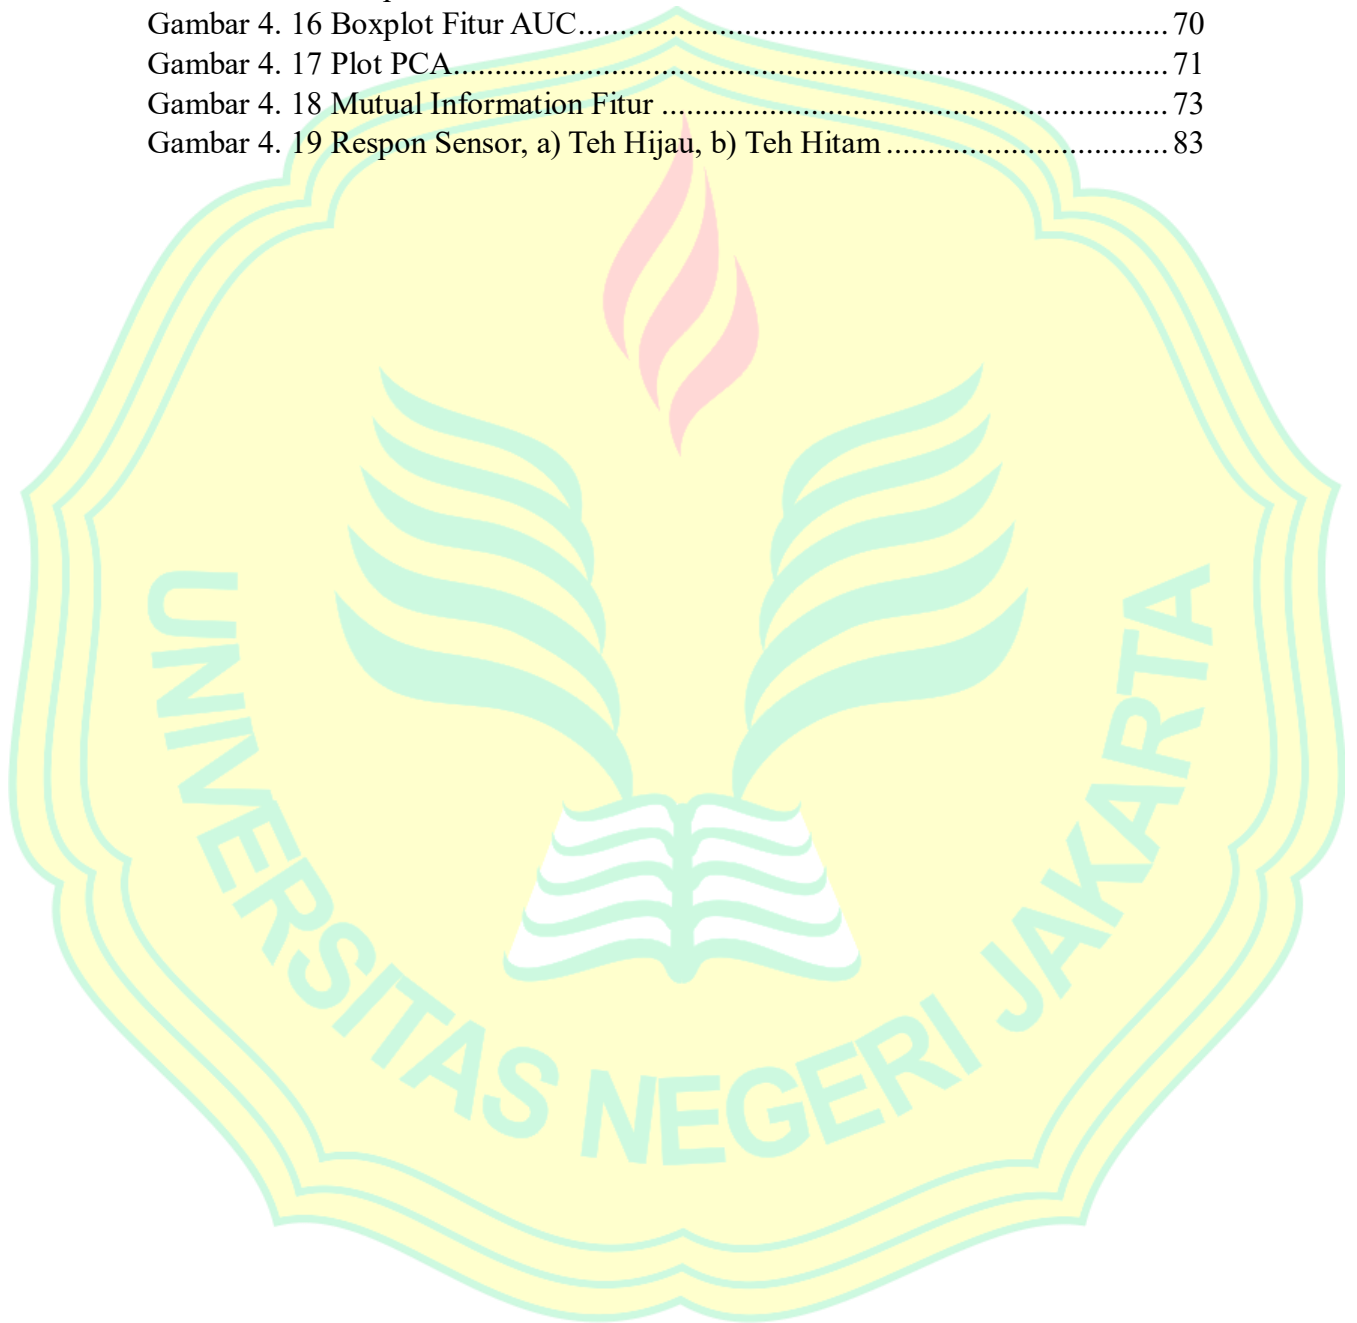 Gambar 4. 16 Boxplot Fitur AUC........................................................................ 70
Gambar 4. 17 Plot PCA....................................................................................... 71
Gambar 4. 18 Mutual Information Fitur .............................................................. 73
Gambar 4. 19 Respon Sensor, a) Teh Hijau, b) Teh Hitam .................................. 83
UNIVERSITAS NEGERI JAKARTA